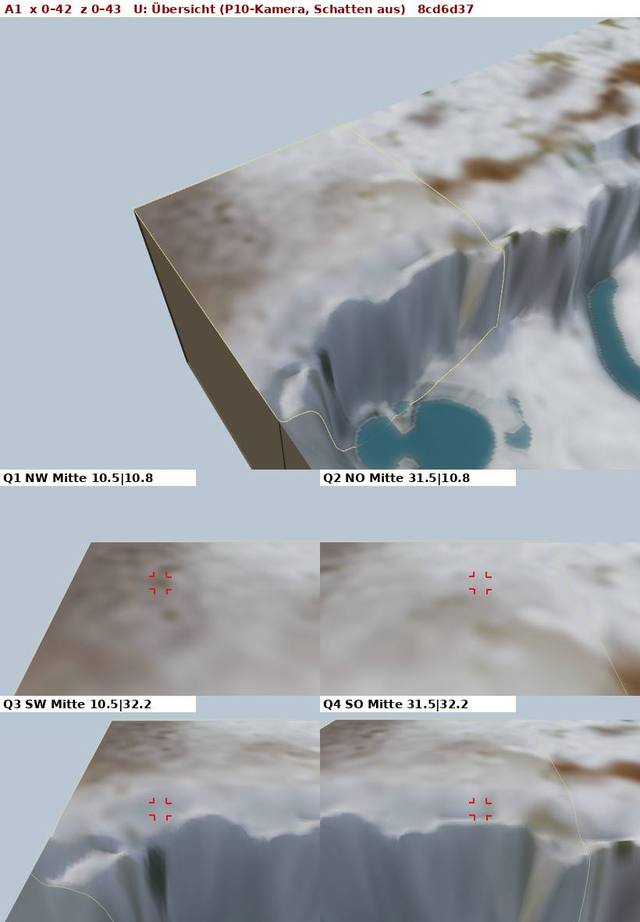 A1  x 0–42  z 0–43   U: Übersicht (P10-Kamera, Schatten aus)   8cd6d37
Q1 NW Mitte 10.5|10.8
Q2 NO Mitte 31.5|10.8
Q3 SW Mitte 10.5|32.2
Q4 SO Mitte 31.5|32.2